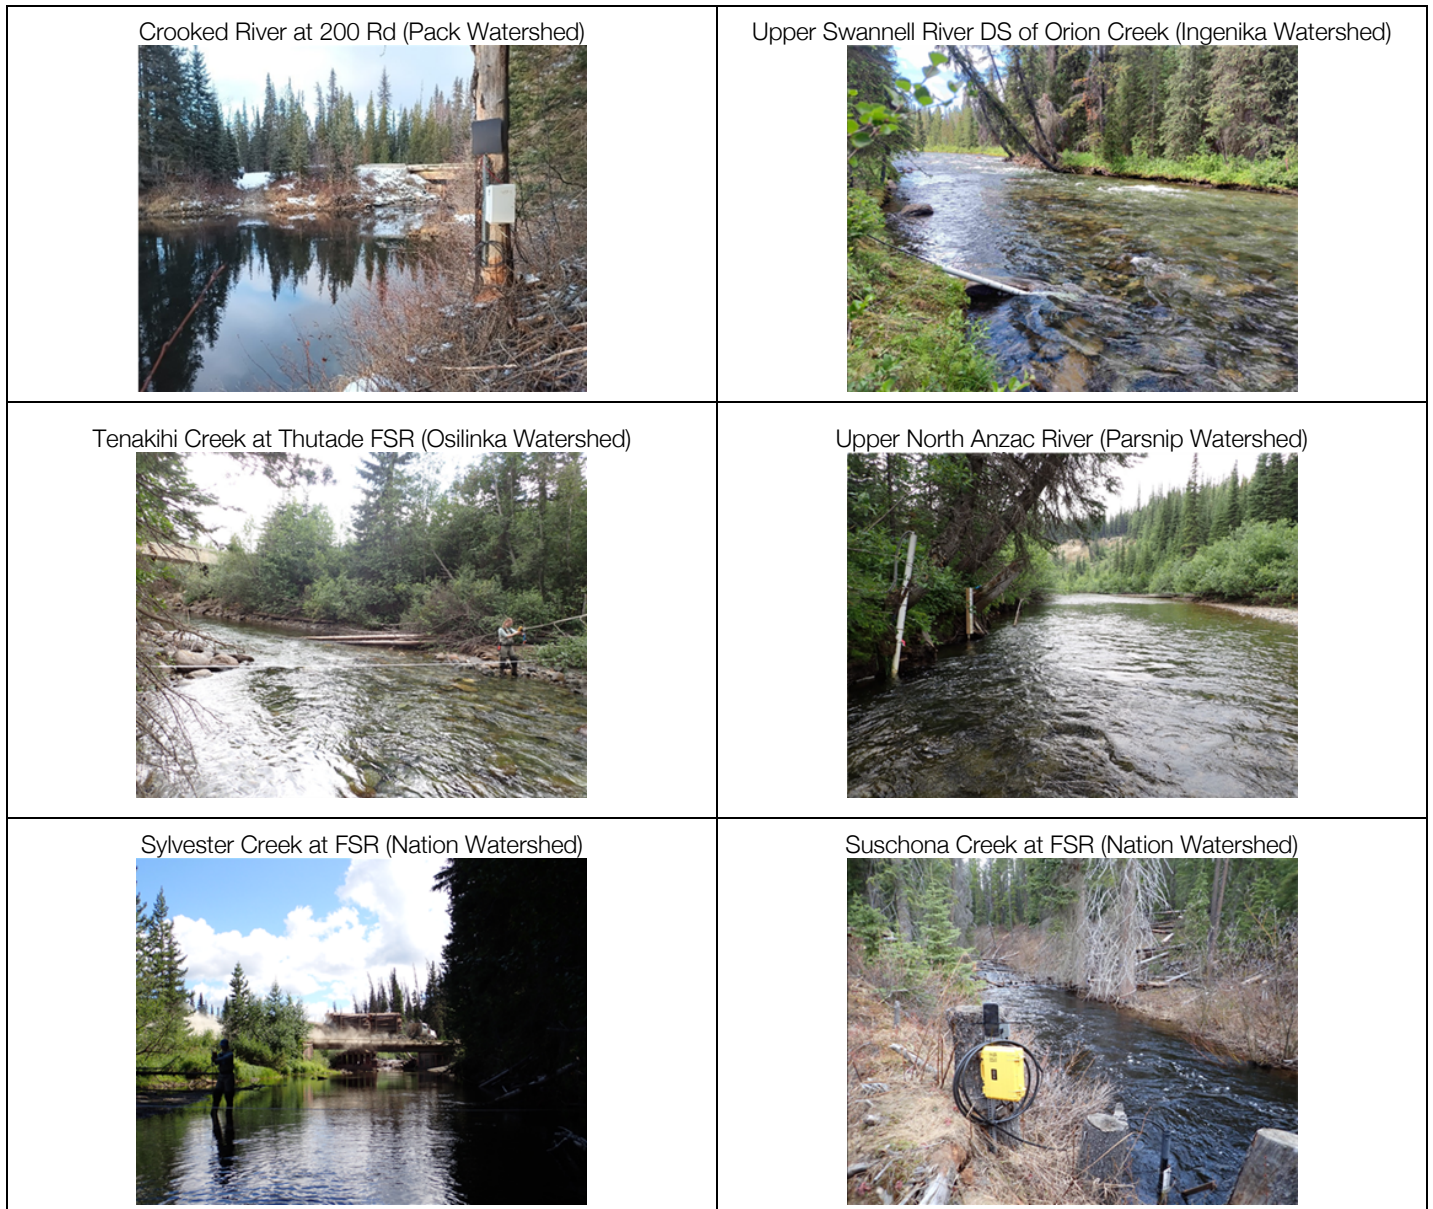 Crooked River at 200 Rd (Pack Watershed)
Upper Swannell River DS of Orion Creek (Ingenika Watershed)
Tenakihi Creek at Thutade FSR (Osilinka Watershed)
Upper North Anzac River (Parsnip Watershed)
Sylvester Creek at FSR (Nation Watershed)
Suschona Creek at FSR (Nation Watershed)